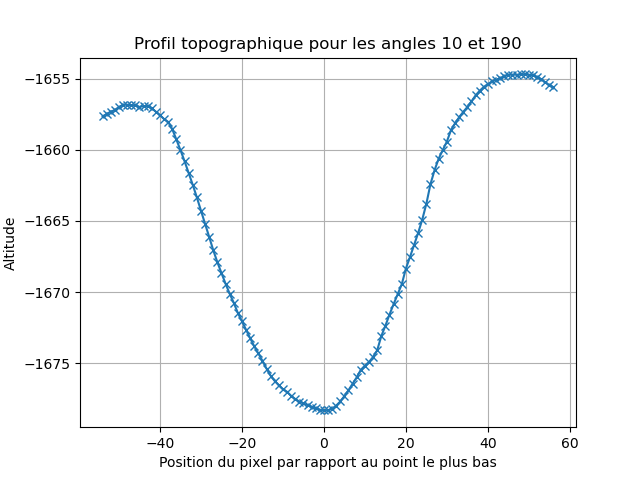 Profil topographique pour les angles 10 et 190
−1655
−1660
−1665
−1670
−1675
Altitude
−40 −20 0 20 40 60
Position du pixel par rapport au point le plus bas